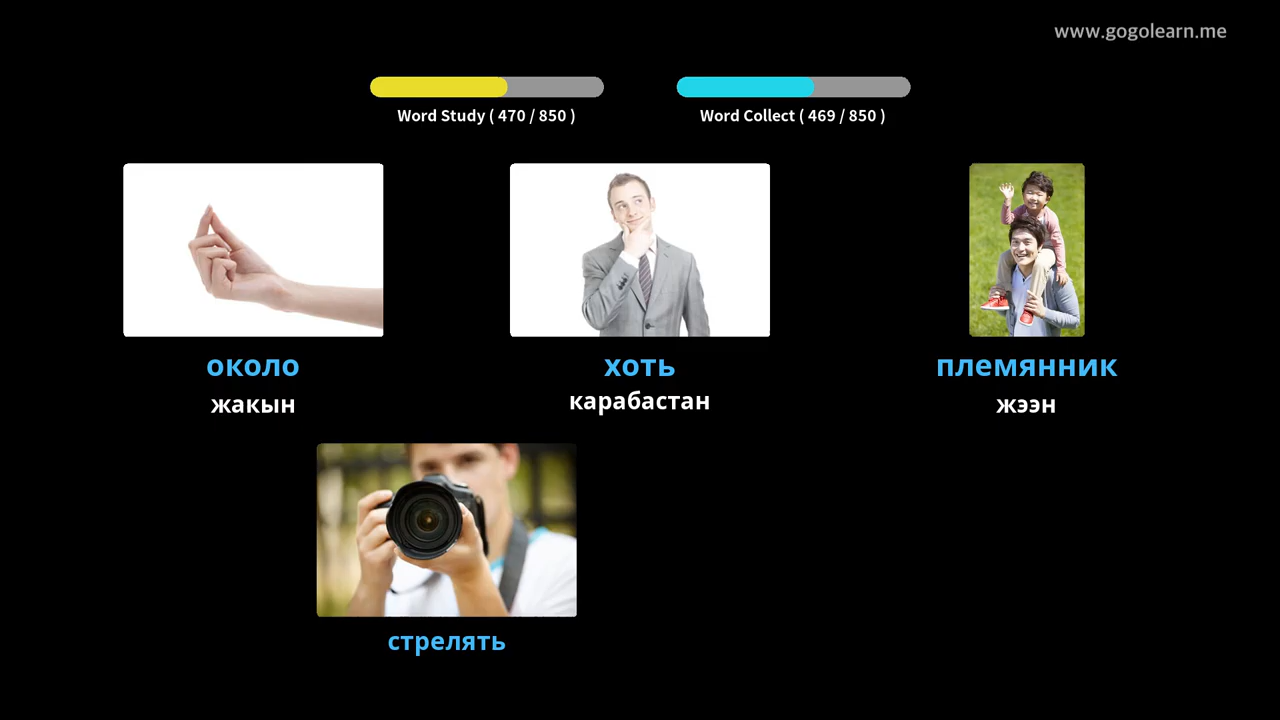 www.gogolearn.me
Word Study ( 470 / 850 )
Word Collect ( 469 / 850 )
около
жакын
хоть
карабастан
племянник
жээн
стрелять